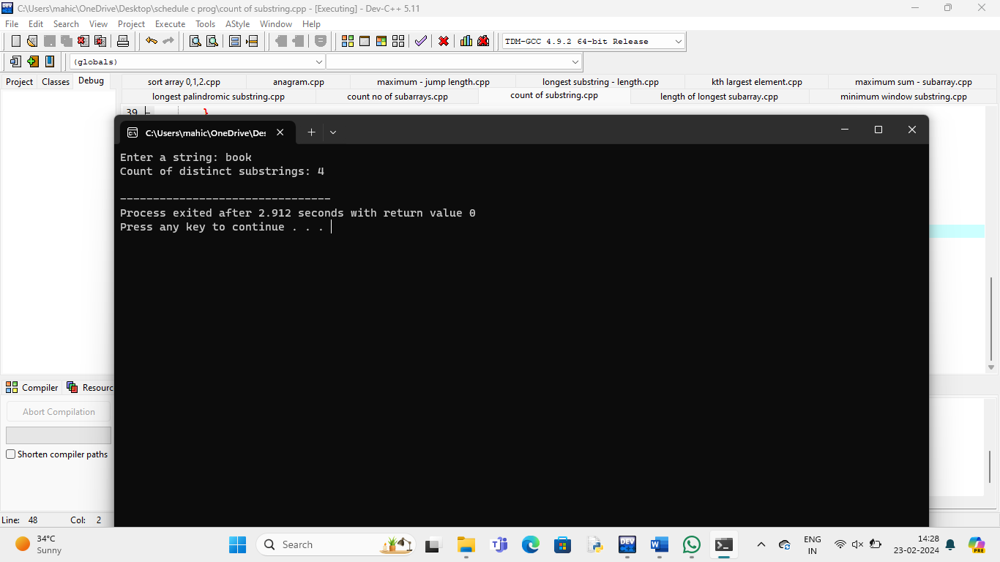 C:\Users\mahic\OneDrive\Desktop\schedule c prog\count of substring.cpp - [Executing] - Dev-C++ 5.11
File Edit Search View Project Execute Tools AStyle Window Help
TDM-GCC 4.9.2 64-bit Release
(globals)
Project Classes Debug
sort array 0,1,2.cpp anagram.cpp maximum - jump length.cpp longest substring - length.cpp kth largest element.cpp maximum sum - subarray.cpp
longest palindromic substring.cpp count no of subarrays.cpp count of substring.cpp length of longest subarray.cpp minimum window substring.cpp
39 }
C:\Users\mahic\OneDrive\Des
Enter a string: book
Count of distinct substrings: 4
--------------------------------
Process exited after 2.912 seconds with return value 0
Press any key to continue . . .
Compiler Resourc
Abort Compilation
Shorten compiler paths
Line: 48 Col: 2
34°C
Sunny
Search
DEV
ENG
IN
14:28
23-02-2024
PRE